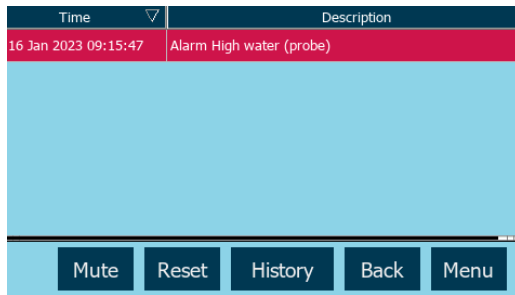 Time Description
16 Jan 2023 09:15:47 Alarm High water (probe)
Mute Reset History Back Menu